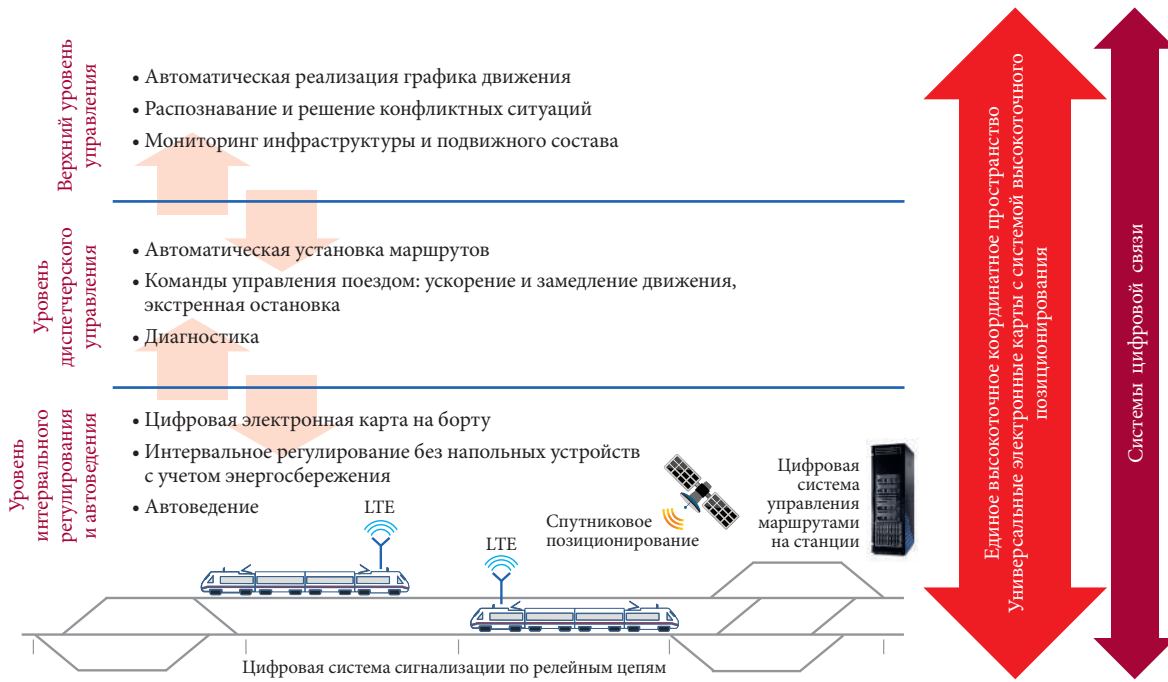 Верхний уровень
управления
• Автоматическая реализация графика движения
• Распознавание и решение конфликтных ситуаций
• Мониторинг инфраструктуры и подвижного состава
Уровень
диспетчерского
управления
• Автоматическая установка маршрутов
• Команды управления поездом: ускорение и замедление движения,
экстренная остановка
• Диагностика
Уровень
интервального
регулирования
и автоведения
• Цифровая электронная карта на борту
• Интервальное регулирование без напольных устройств
с учетом энергосбережения
• Автоведение
LTE
LTE
Спутниковое
позиционирование
Цифровая
система
управления
маршрутами
на станции
Цифровая система сигнализации по релейным цепям
Единое высокоточное координатное пространство
Универсальные электронные карты с системой высокоточного
позиционирования
Системы цифровой связи